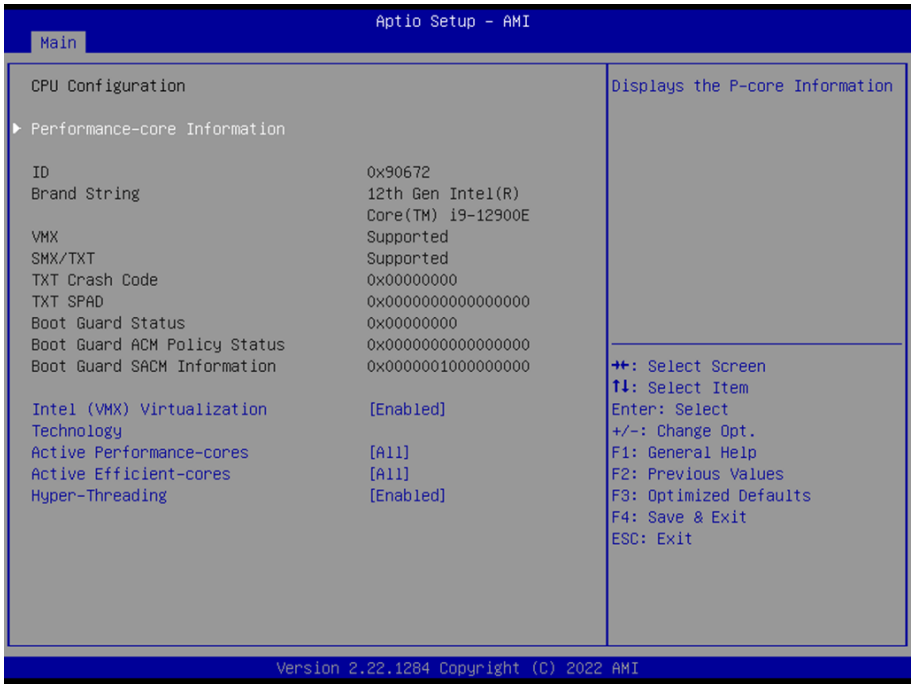 Aptio Setup – AMI
Main
CPU Configuration
Performance-core Information
ID 0x90672
Brand String 12th Gen Intel(R)
Core(TM) i9-12900E
VMX Supported
SMX/TXT Supported
TXT Crash Code 0x00000000
TXT SPAD 0x0000000000000000
Boot Guard Status 0x00000000
Boot Guard ACM Policy Status 0x0000000000000000
Boot Guard SACM Information 0x0000001000000000
Intel (VMX) Virtualization [Enabled]
Technology
Active Performance-cores [All]
Active Efficient-cores [All]
Hyper-Threading [Enabled]
Displays the P-core Information
→←: Select Screen
↑↓: Select Item
Enter: Select
+/-: Change Opt.
F1: General Help
F2: Previous Values
F3: Optimized Defaults
F4: Save & Exit
ESC: Exit
Version 2.22.1284 Copyright (C) 2022 AMI